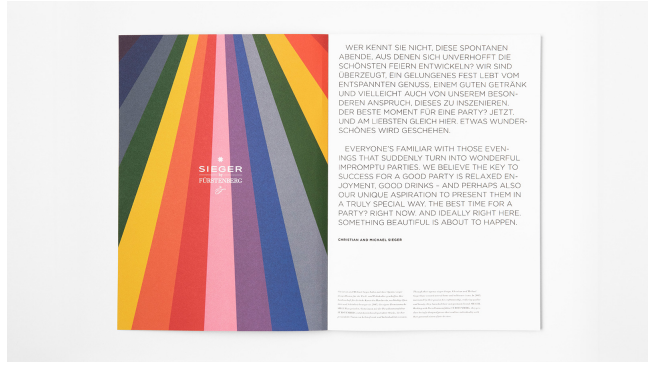 SIEGER
by
FÜRSTENBERG
WER KENNT SIE NICHT, DIESE SPONTANEN
ABENDE, AUS DENEN SICH UNVERHOFFT DIE
SCHÖNSTEN FEIERN ENTWICKELN? WIR SIND
ÜBERZEUGT, EIN GELUNGENES FEST LEBT VOM
ENTSPANNTEN GENUSS, EINEM GUTEN GETRÄNK
UND VIELLEICHT AUCH VON UNSEREM BESON-
DEREN ANSPRUCH, DIESES ZU INSZENIEREN.
DER BESTE MOMENT FÜR EINE PARTY? JETZT.
UND AM LIEBSTEN GLEICH HIER. ETWAS WUNDER-
SCHÖNES WIRD GESCHEHEN.
EVERYONE'S FAMILIAR WITH THOSE EVEN-
INGS THAT SUDDENLY TURN INTO WONDERFUL
IMPROMPTU PARTIES. WE BELIEVE THE KEY TO
SUCCESS FOR A GOOD PARTY IS RELAXED EN-
JOYMENT, GOOD DRINKS – AND PERHAPS ALSO
OUR UNIQUE ASPIRATION TO PRESENT THEM IN
A TRULY SPECIAL WAY. THE BEST TIME FOR A
PARTY? RIGHT NOW. AND IDEALLY RIGHT HERE.
SOMETHING BEAUTIFUL IS ABOUT TO HAPPEN.
CHRISTIAN AND MICHAEL SIEGER